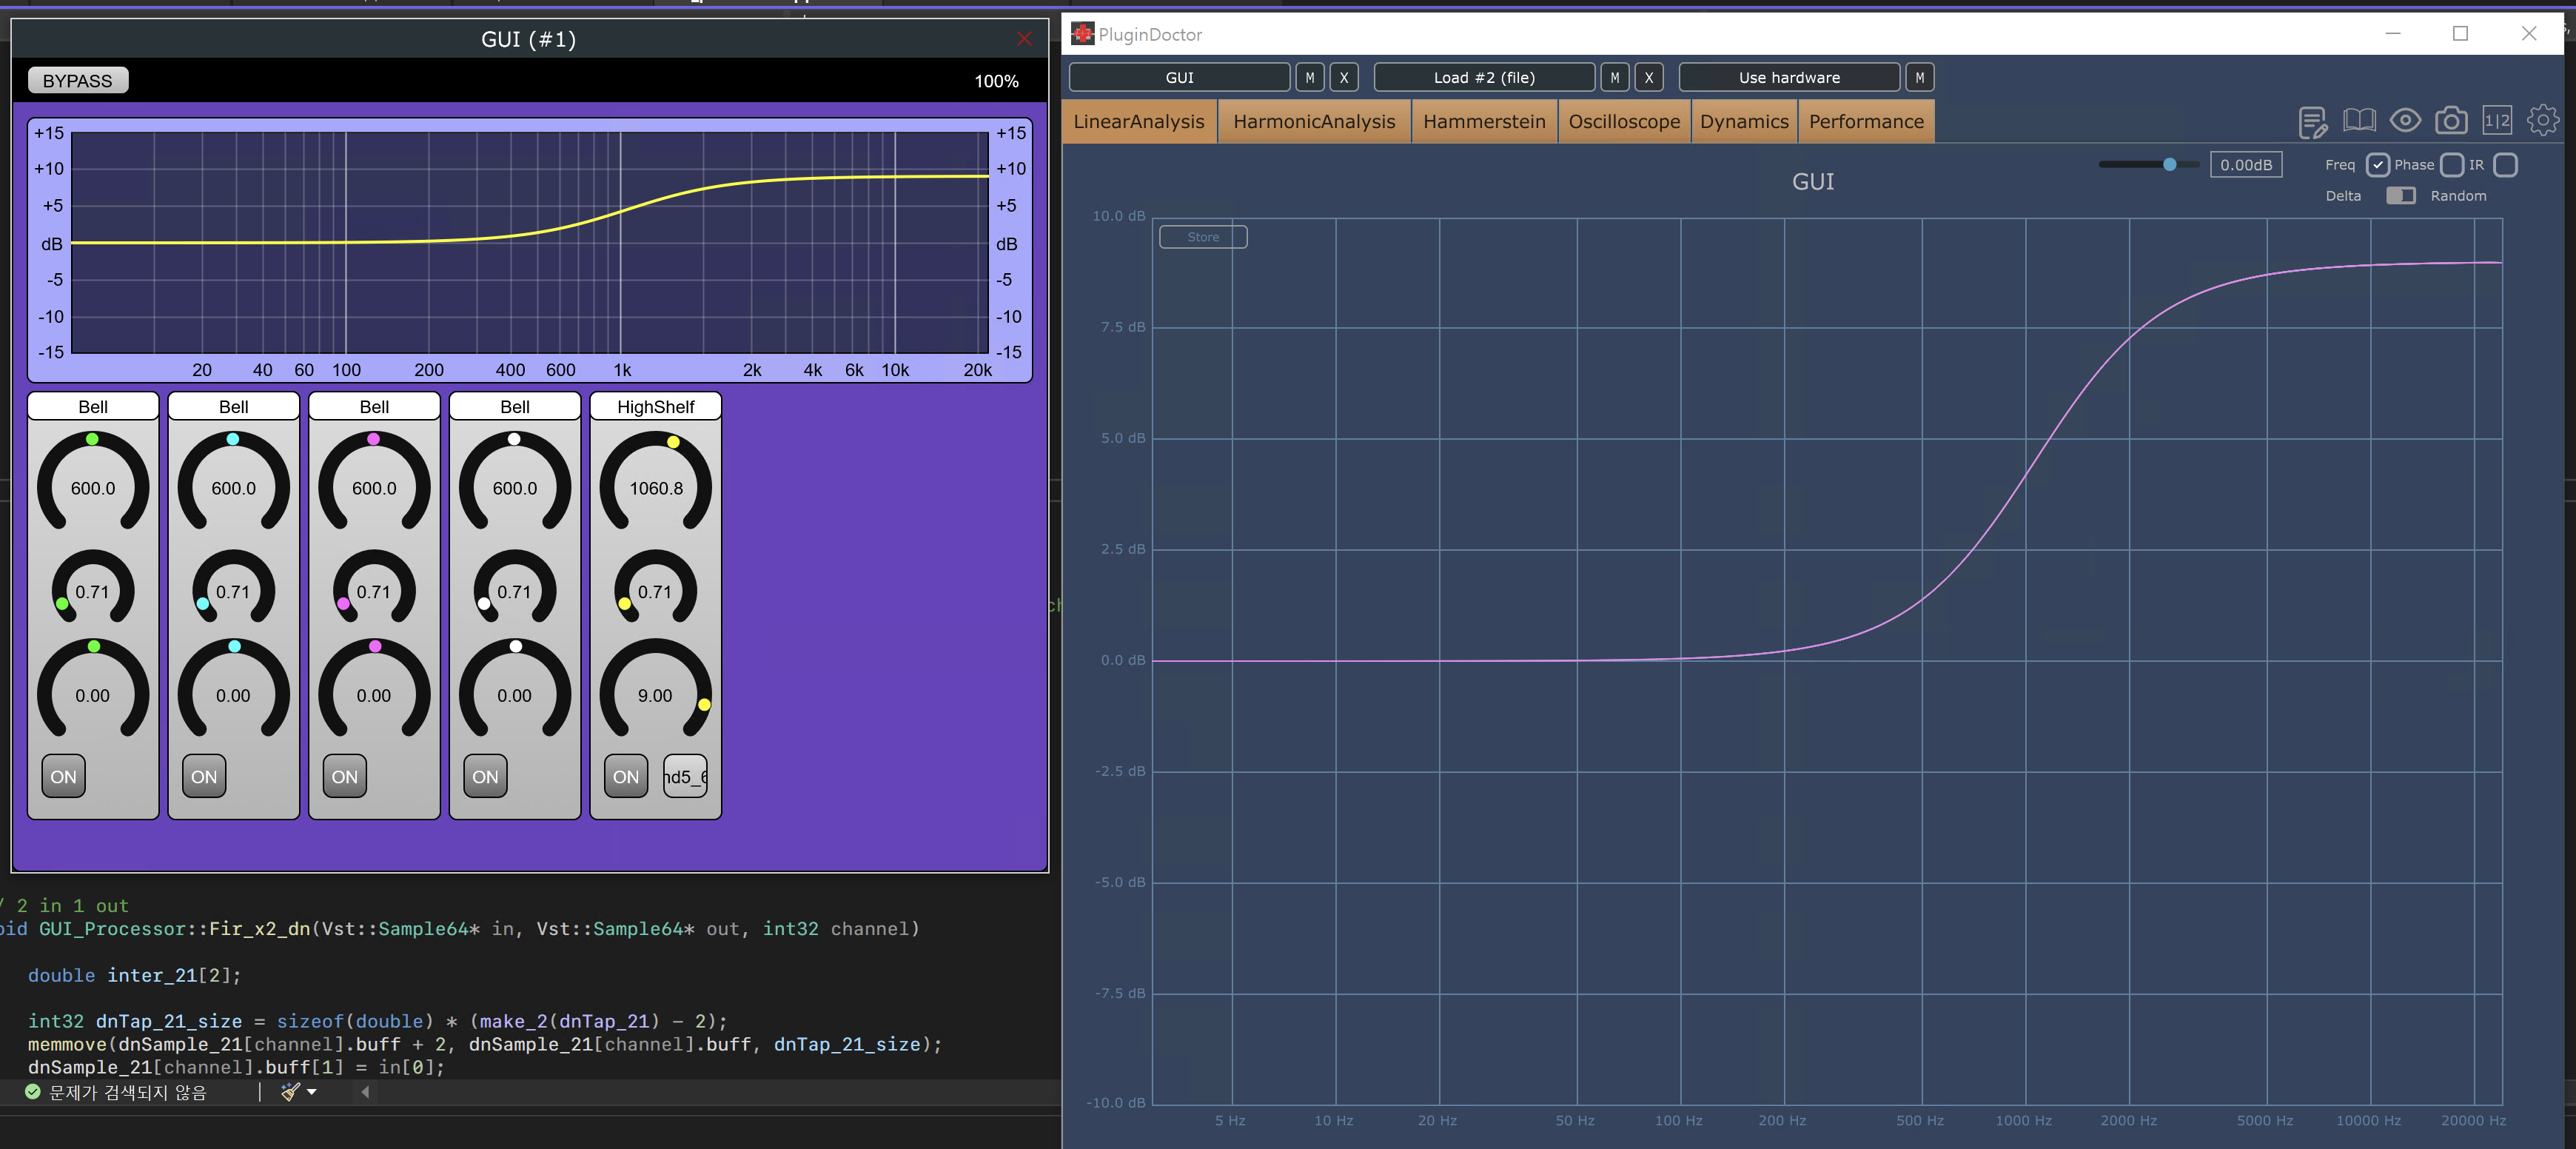 GUI (#1)
BYPASS
100%
+15
+10
+5
dB
-5
-10
-15
+15
+10
+5
dB
-5
-10
-15
20 40 60 100 200 400 600 1k 2k 4k 6k 10k 20k
Bell Bell Bell Bell HighShelf
600.0 600.0 600.0 600.0 1060.8
0.71 0.71 0.71 0.71 0.71
0.00 0.00 0.00 0.00 9.00
ON ON ON ON ON nd5_6
/ 2 in 1 out
oid GUI_Processor::Fir_x2_dn(Vst::Sample64* in, Vst::Sample64* out, int32 channel)
double inter_21[2];
int32 dnTap_21_size = sizeof(double) * (make_2(dnTap_21) - 2);
memmove(dnSample_21[channel].buff + 2, dnSample_21[channel].buff, dnTap_21_size);
dnSample_21[channel].buff[1] = in[0];
문제가 검색되지 않음
PluginDoctor
GUI M X Load #2 (file) M X Use hardware M
LinearAnalysis HarmonicAnalysis Hammerstein Oscilloscope Dynamics Performance
1|2
0.00dB
Freq Phase IR
Delta Random
GUI
Store
10.0 dB
7.5 dB
5.0 dB
2.5 dB
0.0 dB
-2.5 dB
-5.0 dB
-7.5 dB
-10.0 dB
5 Hz 10 Hz 20 Hz 50 Hz 100 Hz 200 Hz 500 Hz 1000 Hz 2000 Hz 5000 Hz 10000 Hz 20000 Hz